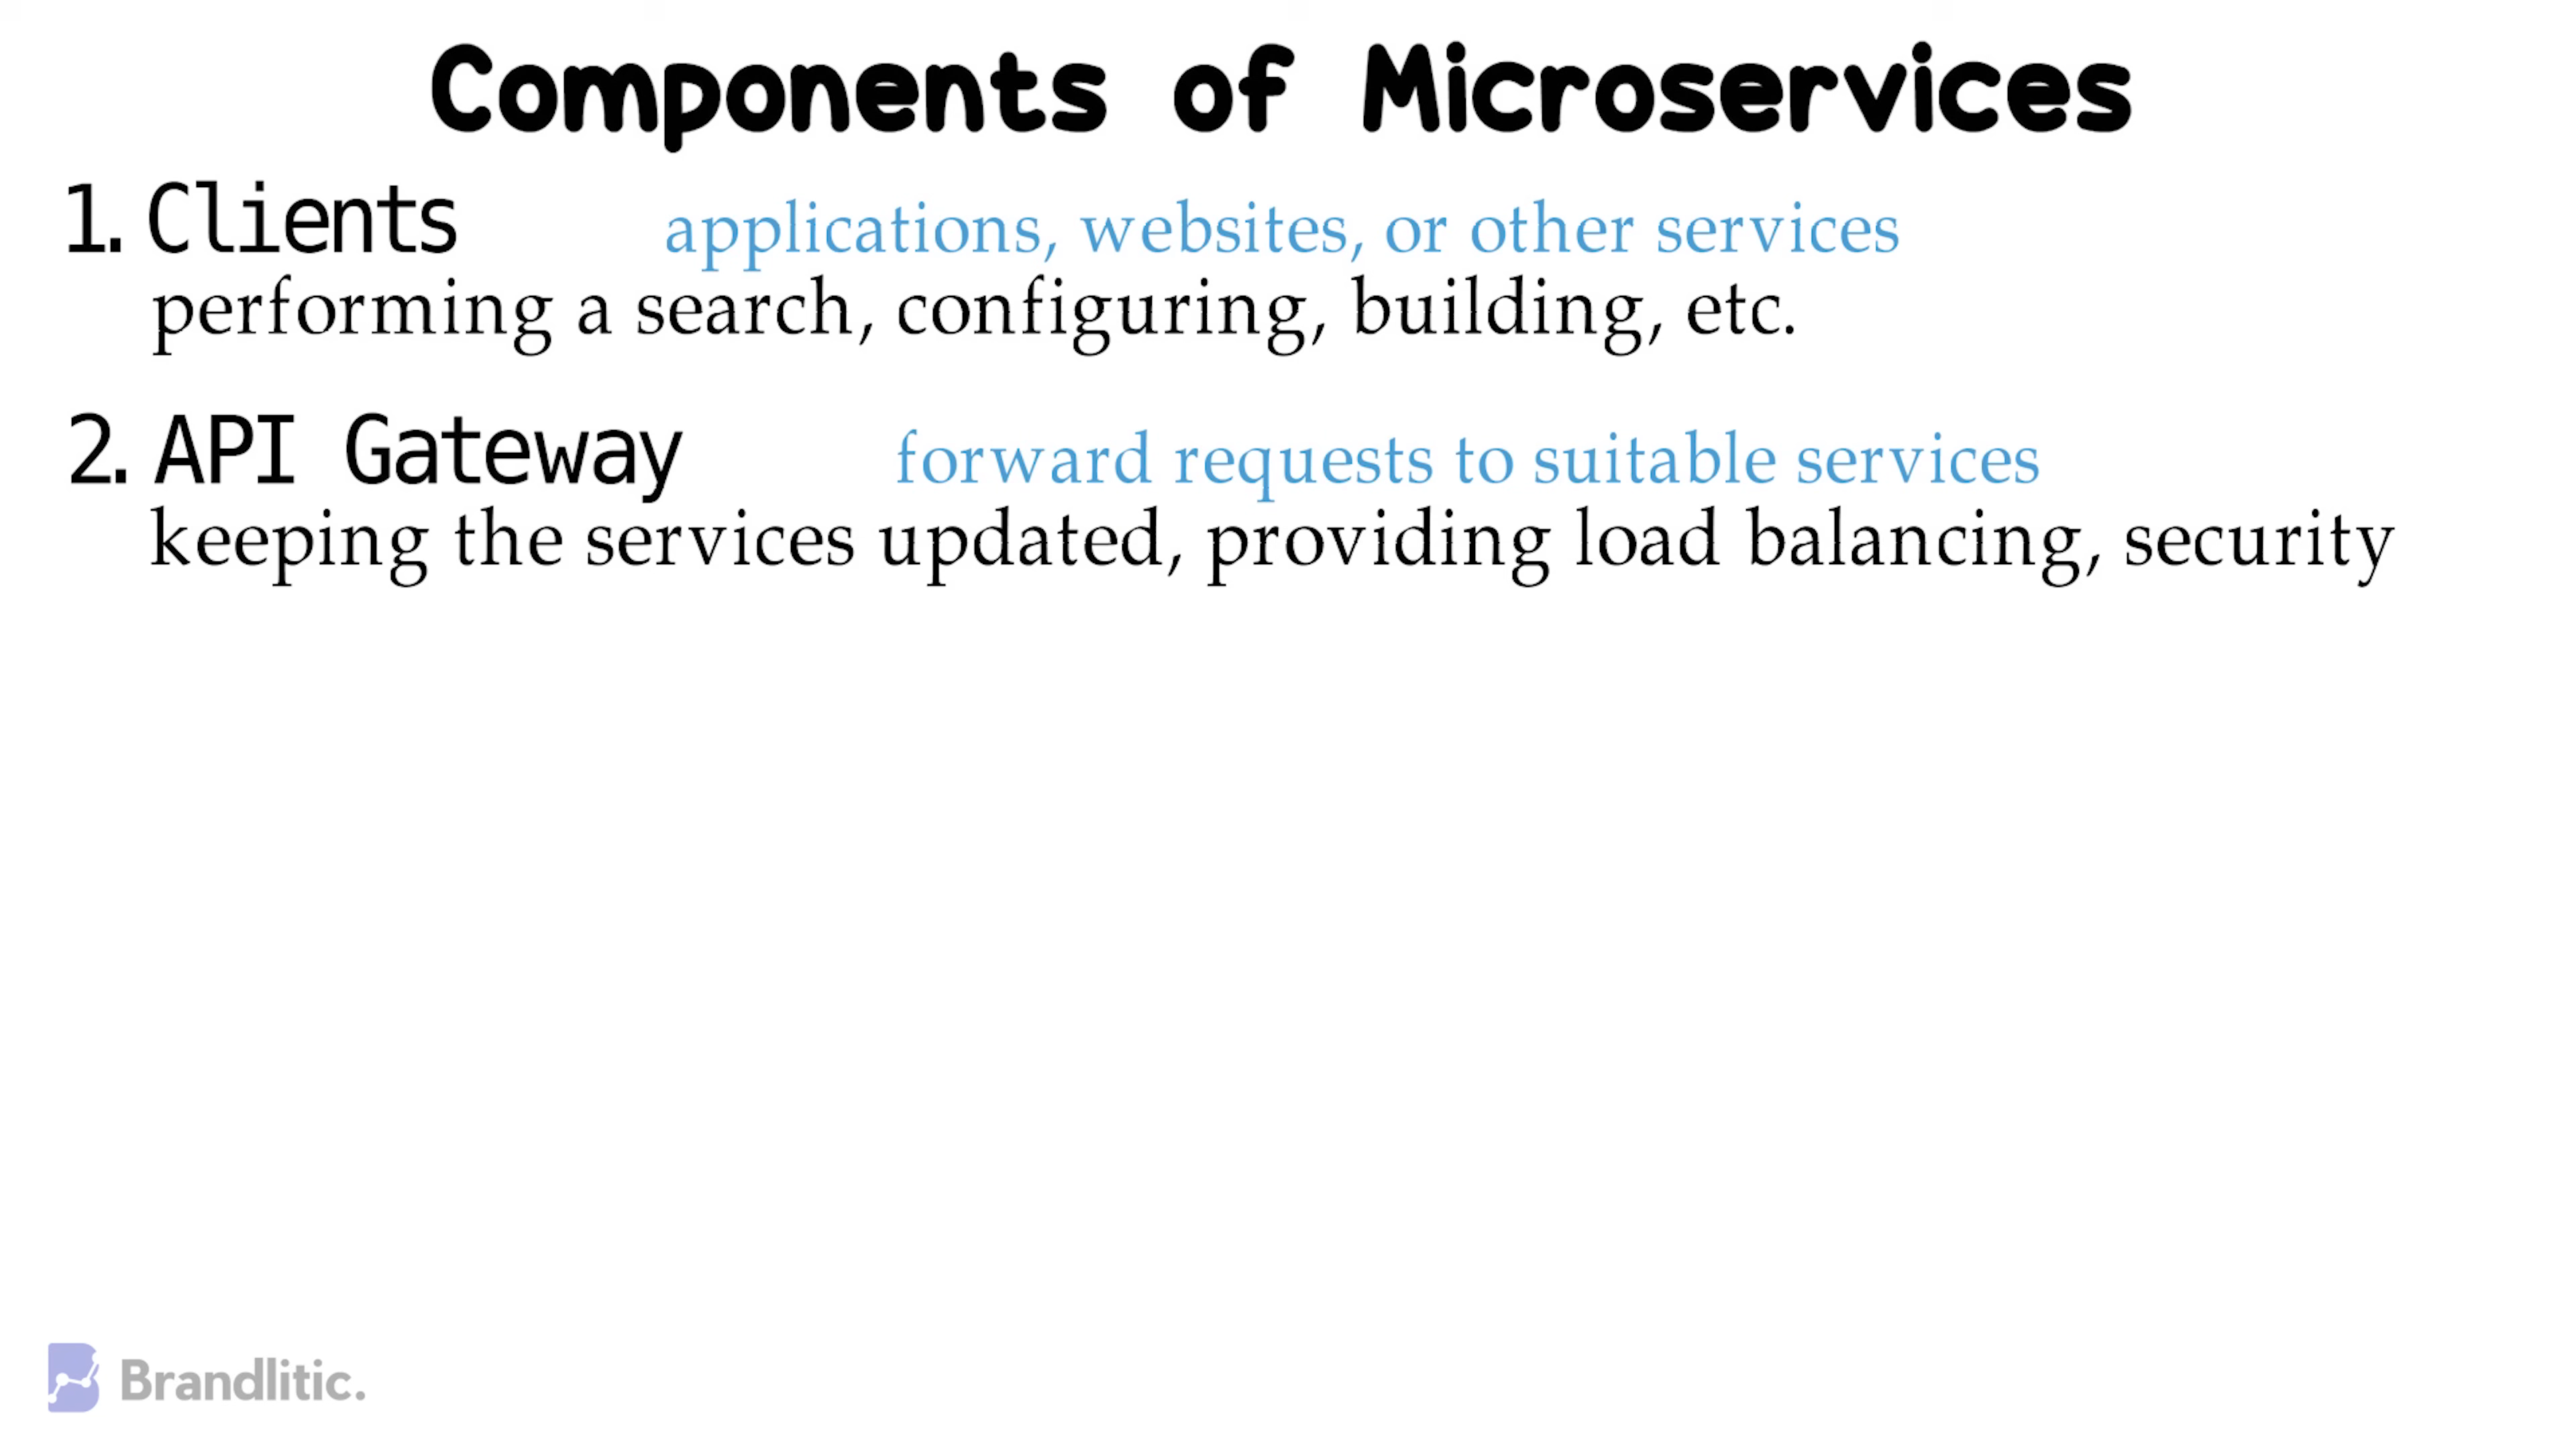 Components of Microservices
1. Clients applications, websites, or other services
performing a search, configuring, building, etc.
2. API Gateway forward requests to suitable services
keeping the services updated, providing load balancing, security
Brandlitic.